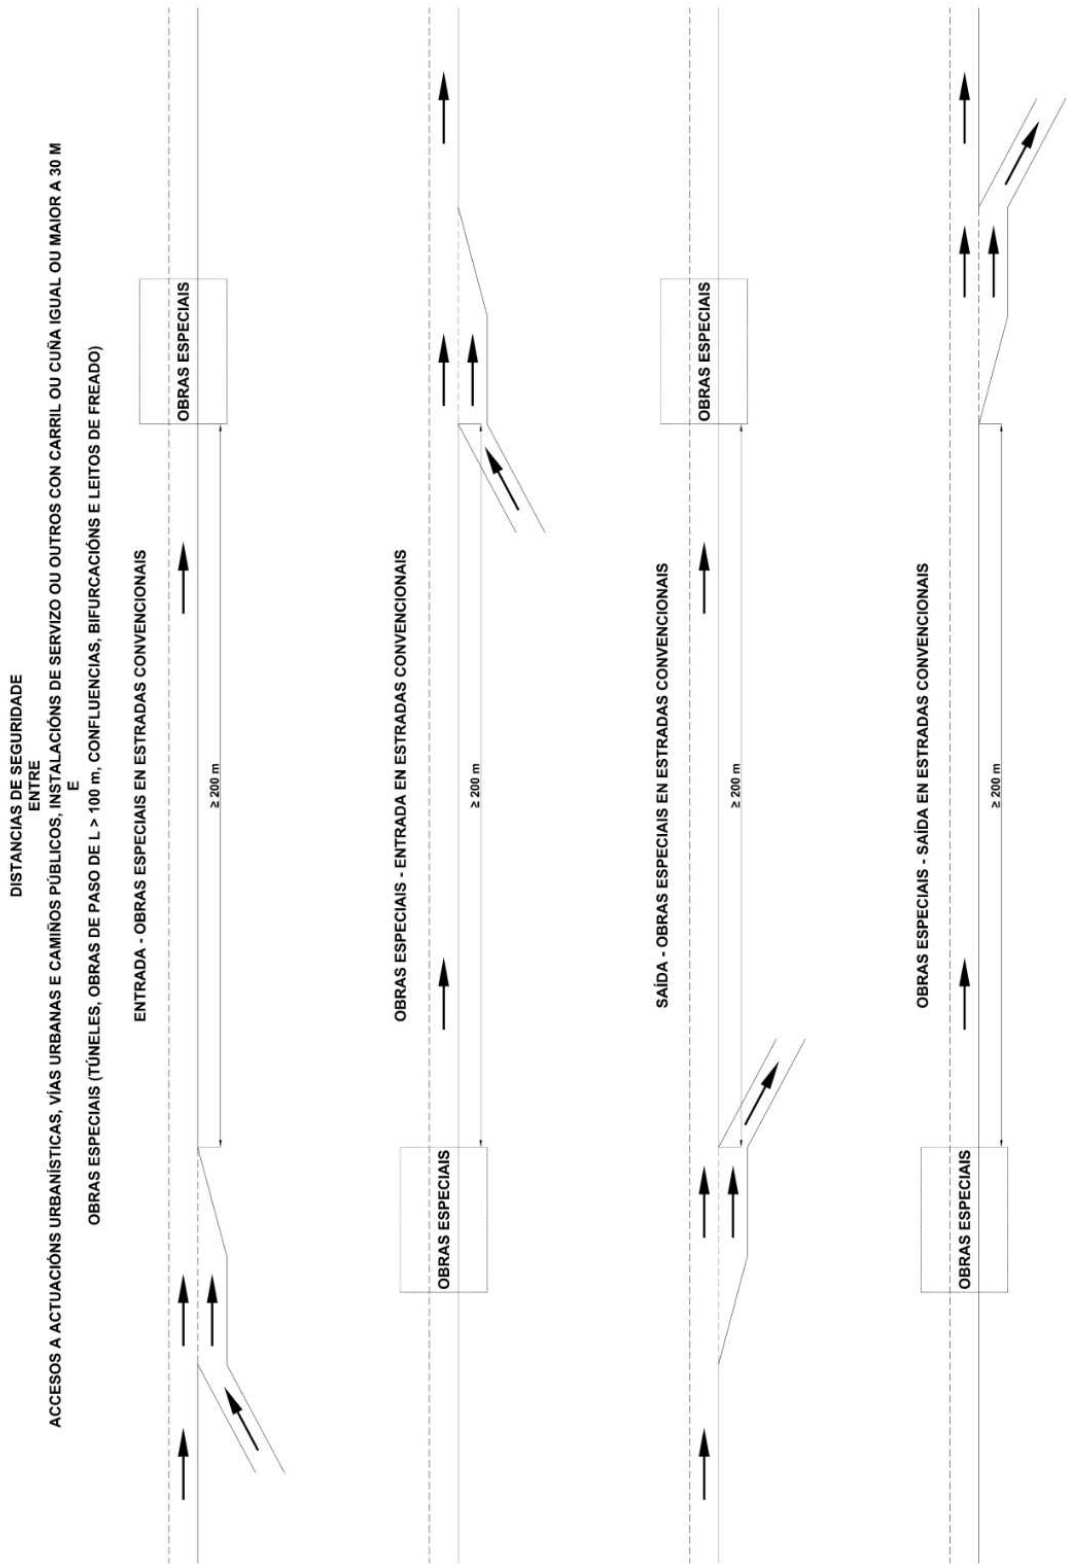 DISTANCIAS DE SEGURIDADE
ENTRE
ACCESOS A ACTUACIÓNS URBANÍSTICAS, VÍAS URBANAS E CAMIÑOS PÚBLICOS, INSTALACIÓNS DE SERVIZO OU OUTROS CON CARRIL OU CUÑA IGUAL OU MAIOR A 30 M
E
OBRAS ESPECIAIS (TÚNELES, OBRAS DE PASO DE L > 100 m, CONFLUENCIAS, BIFURCACIÓNS E LEITOS DE FREADO)
ENTRADA - OBRAS ESPECIAIS EN ESTRADAS CONVENCIONAIS
OBRAS ESPECIAIS
≥ 200 m
OBRAS ESPECIAIS - ENTRADA EN ESTRADAS CONVENCIONAIS
OBRAS ESPECIAIS
≥ 200 m
SAÍDA - OBRAS ESPECIAIS EN ESTRADAS CONVENCIONAIS
OBRAS ESPECIAIS
≥ 200 m
OBRAS ESPECIAIS - SAÍDA EN ESTRADAS CONVENCIONAIS
OBRAS ESPECIAIS
≥ 200 m